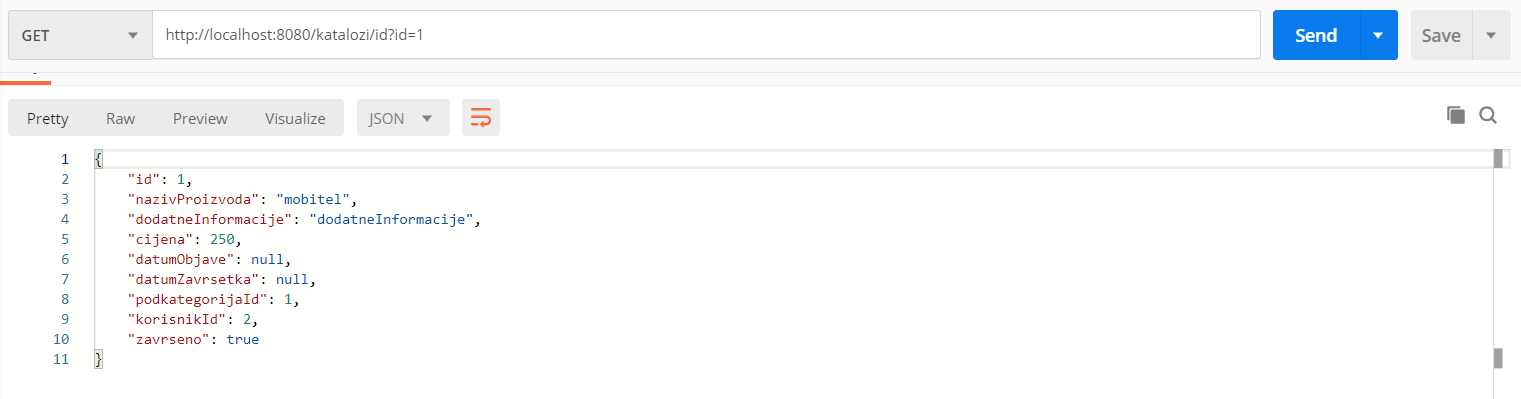 GET http://localhost:8080/katalozi/id?id=1 Send Save
Pretty Raw Preview Visualize JSON
1 {
2 "id": 1,
3 "nazivProizvoda": "mobitel",
4 "dodatneInformacije": "dodatneInformacije",
5 "cijena": 250,
6 "datumObjave": null,
7 "datumZavrsetka": null,
8 "podkategorijaId": 1,
9 "korisnikId": 2,
10 "zavrseno": true
11 }